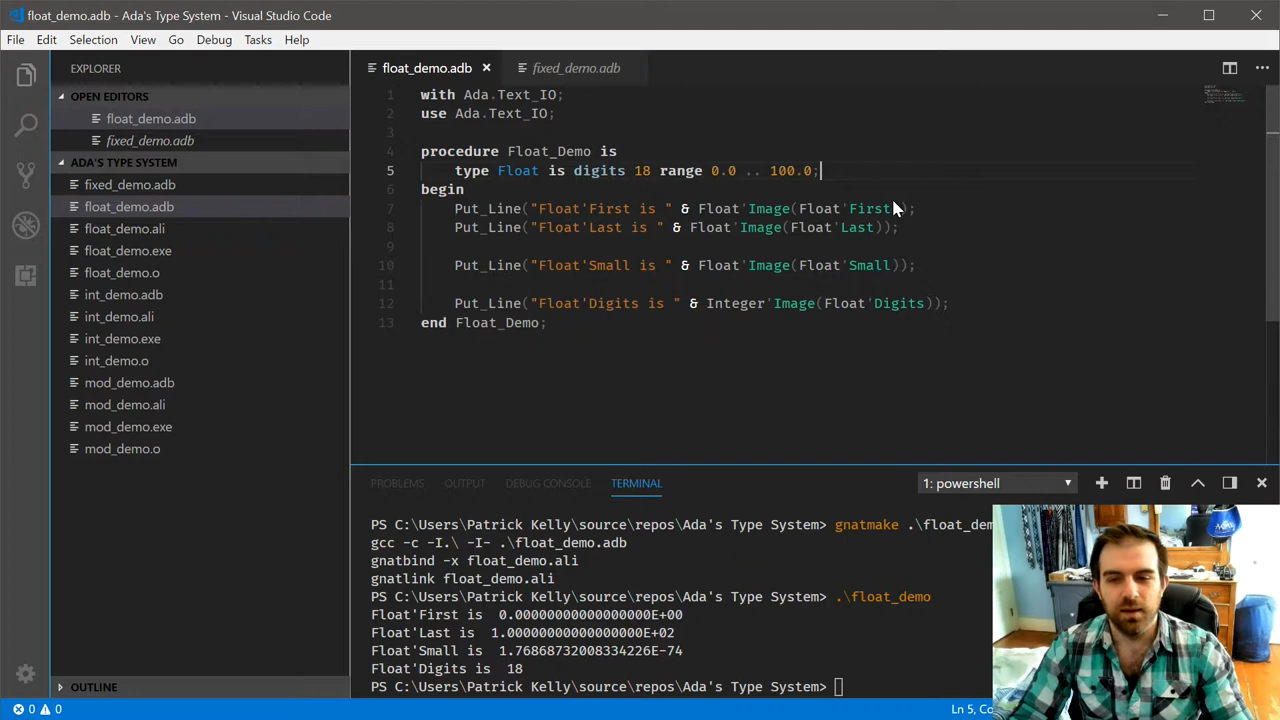 float_demo.adb - Ada's Type System - Visual Studio Code
File Edit Selection View Go Debug Tasks Help
EXPLORER
OPEN EDITORS
float_demo.adb
fixed_demo.adb
ADA'S TYPE SYSTEM
fixed_demo.adb
float_demo.adb
float_demo.ali
float_demo.exe
float_demo.o
int_demo.adb
int_demo.ali
int_demo.exe
int_demo.o
mod_demo.adb
mod_demo.ali
mod_demo.exe
mod_demo.o
OUTLINE
float_demo.adb fixed_demo.adb
1 with Ada.Text_IO;
2 use Ada.Text_IO;
3
4 procedure Float_Demo is
5 type Float is digits 18 range 0.0 .. 100.0;
6 begin
7 Put_Line("Float'First is " & Float'Image(Float'First));
8 Put_Line("Float'Last is " & Float'Image(Float'Last));
9
10 Put_Line("Float'Small is " & Float'Image(Float'Small));
11
12 Put_Line("Float'Digits is " & Integer'Image(Float'Digits));
13 end Float_Demo;
PROBLEMS OUTPUT DEBUG CONSOLE TERMINAL 1: powershell
PS C:\Users\Patrick Kelly\source\repos\Ada's Type System> gnatmake .\float_dem
gcc -c -I.\ -I- .\float_demo.adb
gnatbind -x float_demo.ali
gnatlink float_demo.ali
PS C:\Users\Patrick Kelly\source\repos\Ada's Type System> .\float_demo
Float'First is 0.00000000000000000E+00
Float'Last is 1.00000000000000000E+02
Float'Small is 1.76868732008334226E-74
Float'Digits is 18
PS C:\Users\Patrick Kelly\source\repos\Ada's Type System>
0 0 Ln 5, Co